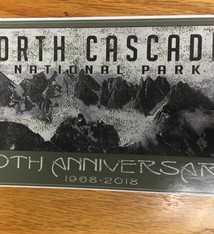 ORTH CASCADE
NATIONAL PARK
0TH ANNIVERSAR
1968-2018